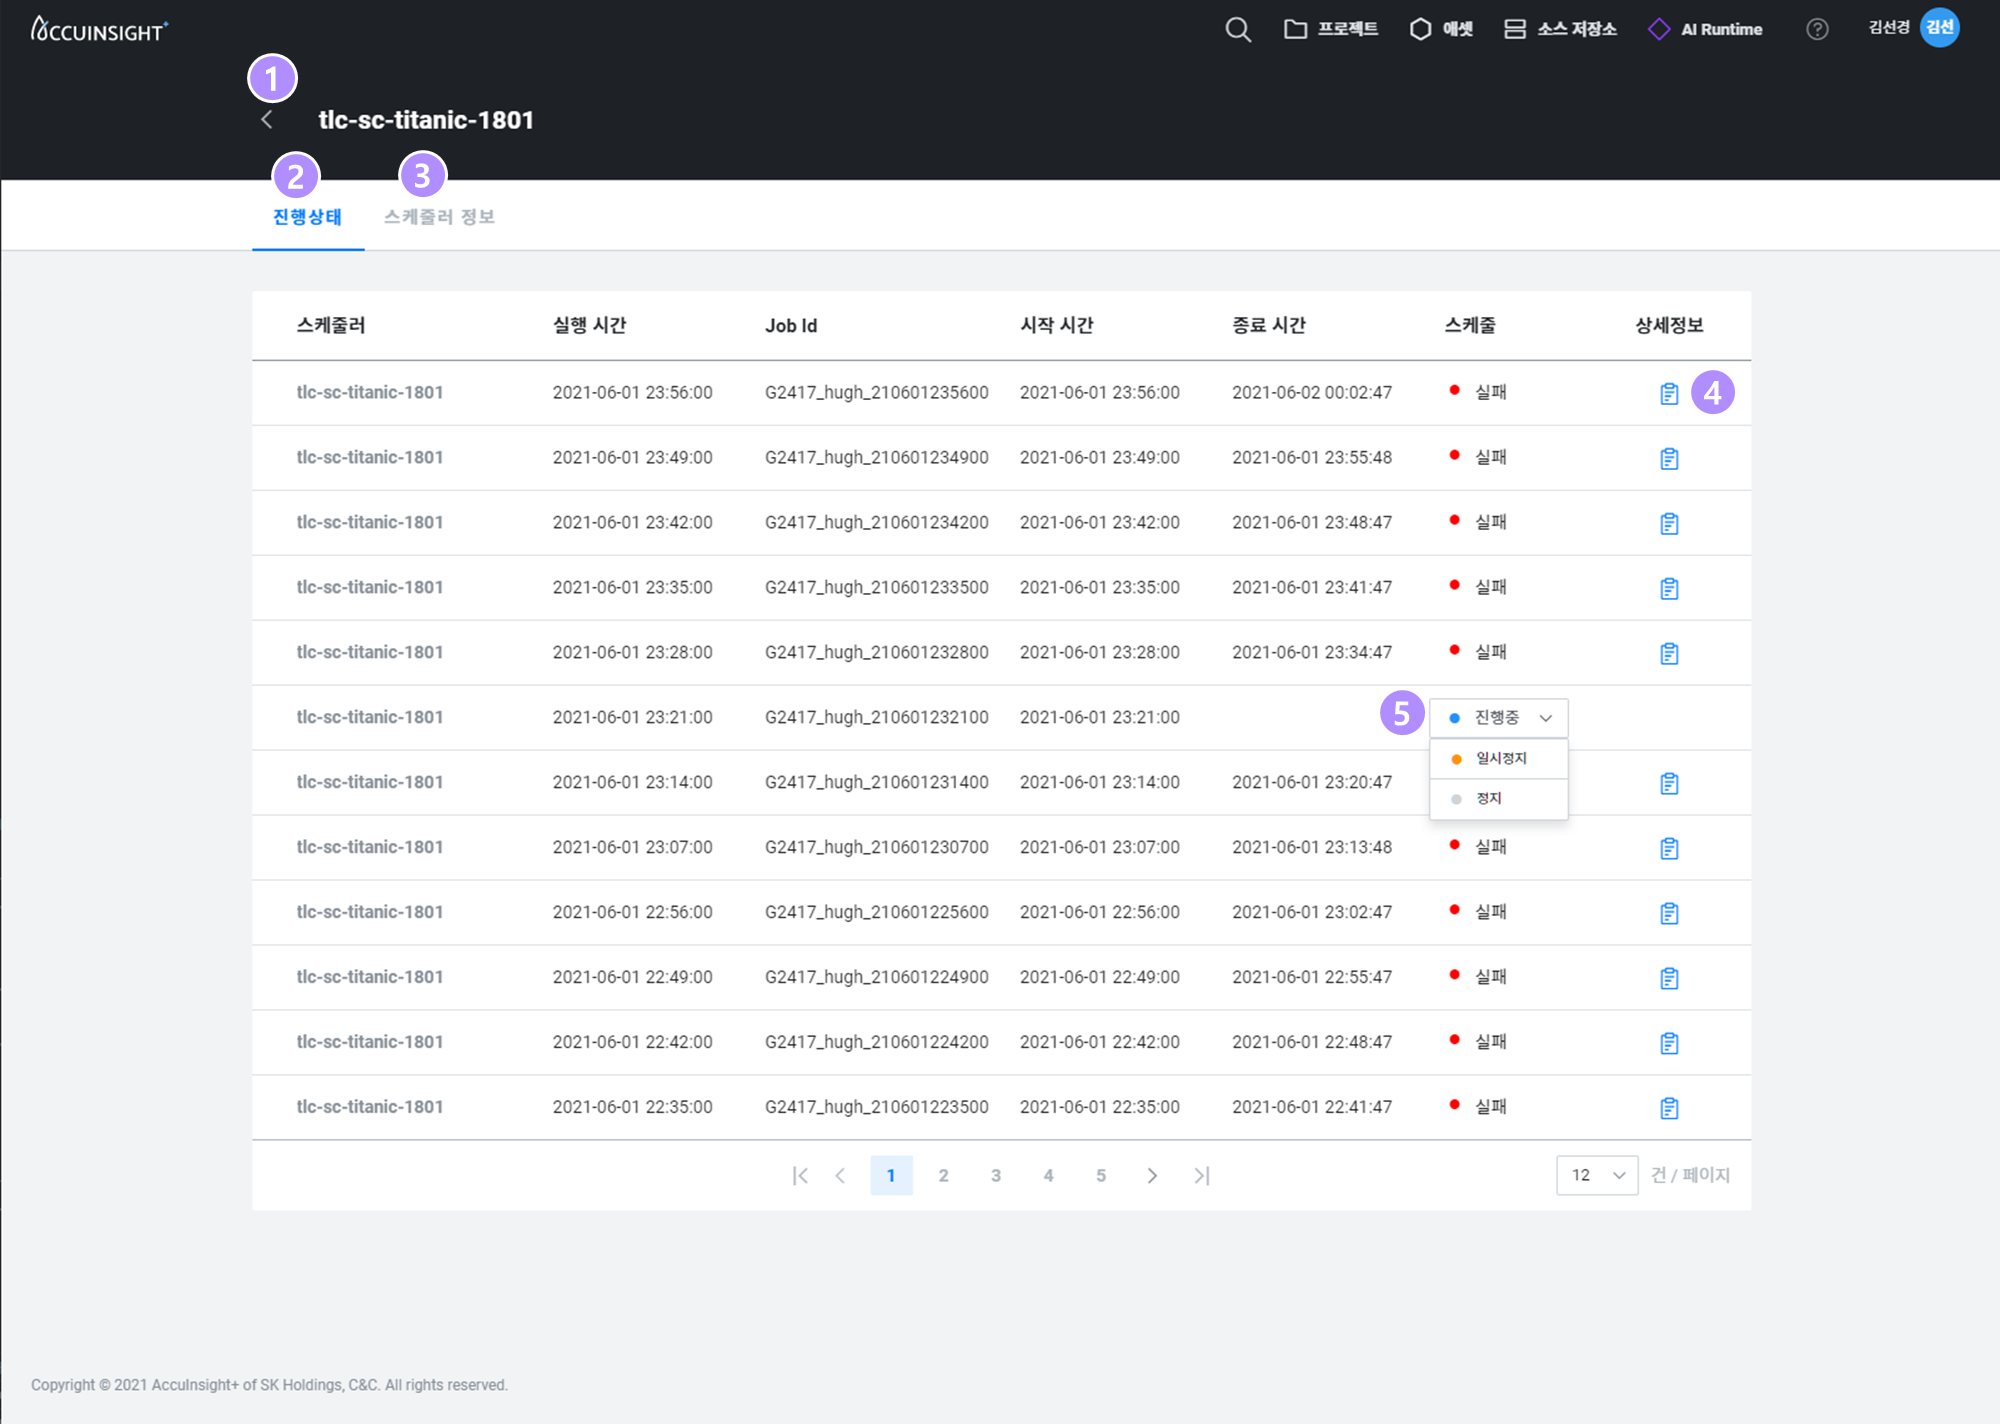 ACCUINSIGHT+
프로젝트
애셋
소스 저장소
AI Runtime
?
김선경
김선
1
tlc-sc-titanic-1801
2
3
진행상태
스케줄러 정보
스케줄러 실행 시간 Job Id 시작 시간 종료 시간 스케줄 상세정보
tlc-sc-titanic-1801 2021-06-01 23:56:00 G2417_hugh_210601235600 2021-06-01 23:56:00 2021-06-02 00:02:47 실패 4
tlc-sc-titanic-1801 2021-06-01 23:49:00 G2417_hugh_210601234900 2021-06-01 23:49:00 2021-06-01 23:55:48 실패
tlc-sc-titanic-1801 2021-06-01 23:42:00 G2417_hugh_210601234200 2021-06-01 23:42:00 2021-06-01 23:48:47 실패
tlc-sc-titanic-1801 2021-06-01 23:35:00 G2417_hugh_210601233500 2021-06-01 23:35:00 2021-06-01 23:41:47 실패
tlc-sc-titanic-1801 2021-06-01 23:28:00 G2417_hugh_210601232800 2021-06-01 23:28:00 2021-06-01 23:34:47 실패
tlc-sc-titanic-1801 2021-06-01 23:21:00 G2417_hugh_210601232100 2021-06-01 23:21:00 5 진행중
일시정지
tlc-sc-titanic-1801 2021-06-01 23:14:00 G2417_hugh_210601231400 2021-06-01 23:14:00 2021-06-01 23:20:47
정지
tlc-sc-titanic-1801 2021-06-01 23:07:00 G2417_hugh_210601230700 2021-06-01 23:07:00 2021-06-01 23:13:48 실패
tlc-sc-titanic-1801 2021-06-01 22:56:00 G2417_hugh_210601225600 2021-06-01 22:56:00 2021-06-01 23:02:47 실패
tlc-sc-titanic-1801 2021-06-01 22:49:00 G2417_hugh_210601224900 2021-06-01 22:49:00 2021-06-01 22:55:47 실패
tlc-sc-titanic-1801 2021-06-01 22:42:00 G2417_hugh_210601224200 2021-06-01 22:42:00 2021-06-01 22:48:47 실패
tlc-sc-titanic-1801 2021-06-01 22:35:00 G2417_hugh_210601223500 2021-06-01 22:35:00 2021-06-01 22:41:47 실패
1 2 3 4 5
12 건 / 페이지
Copyright © 2021 AccuInsight+ of SK Holdings, C&C. All rights reserved.